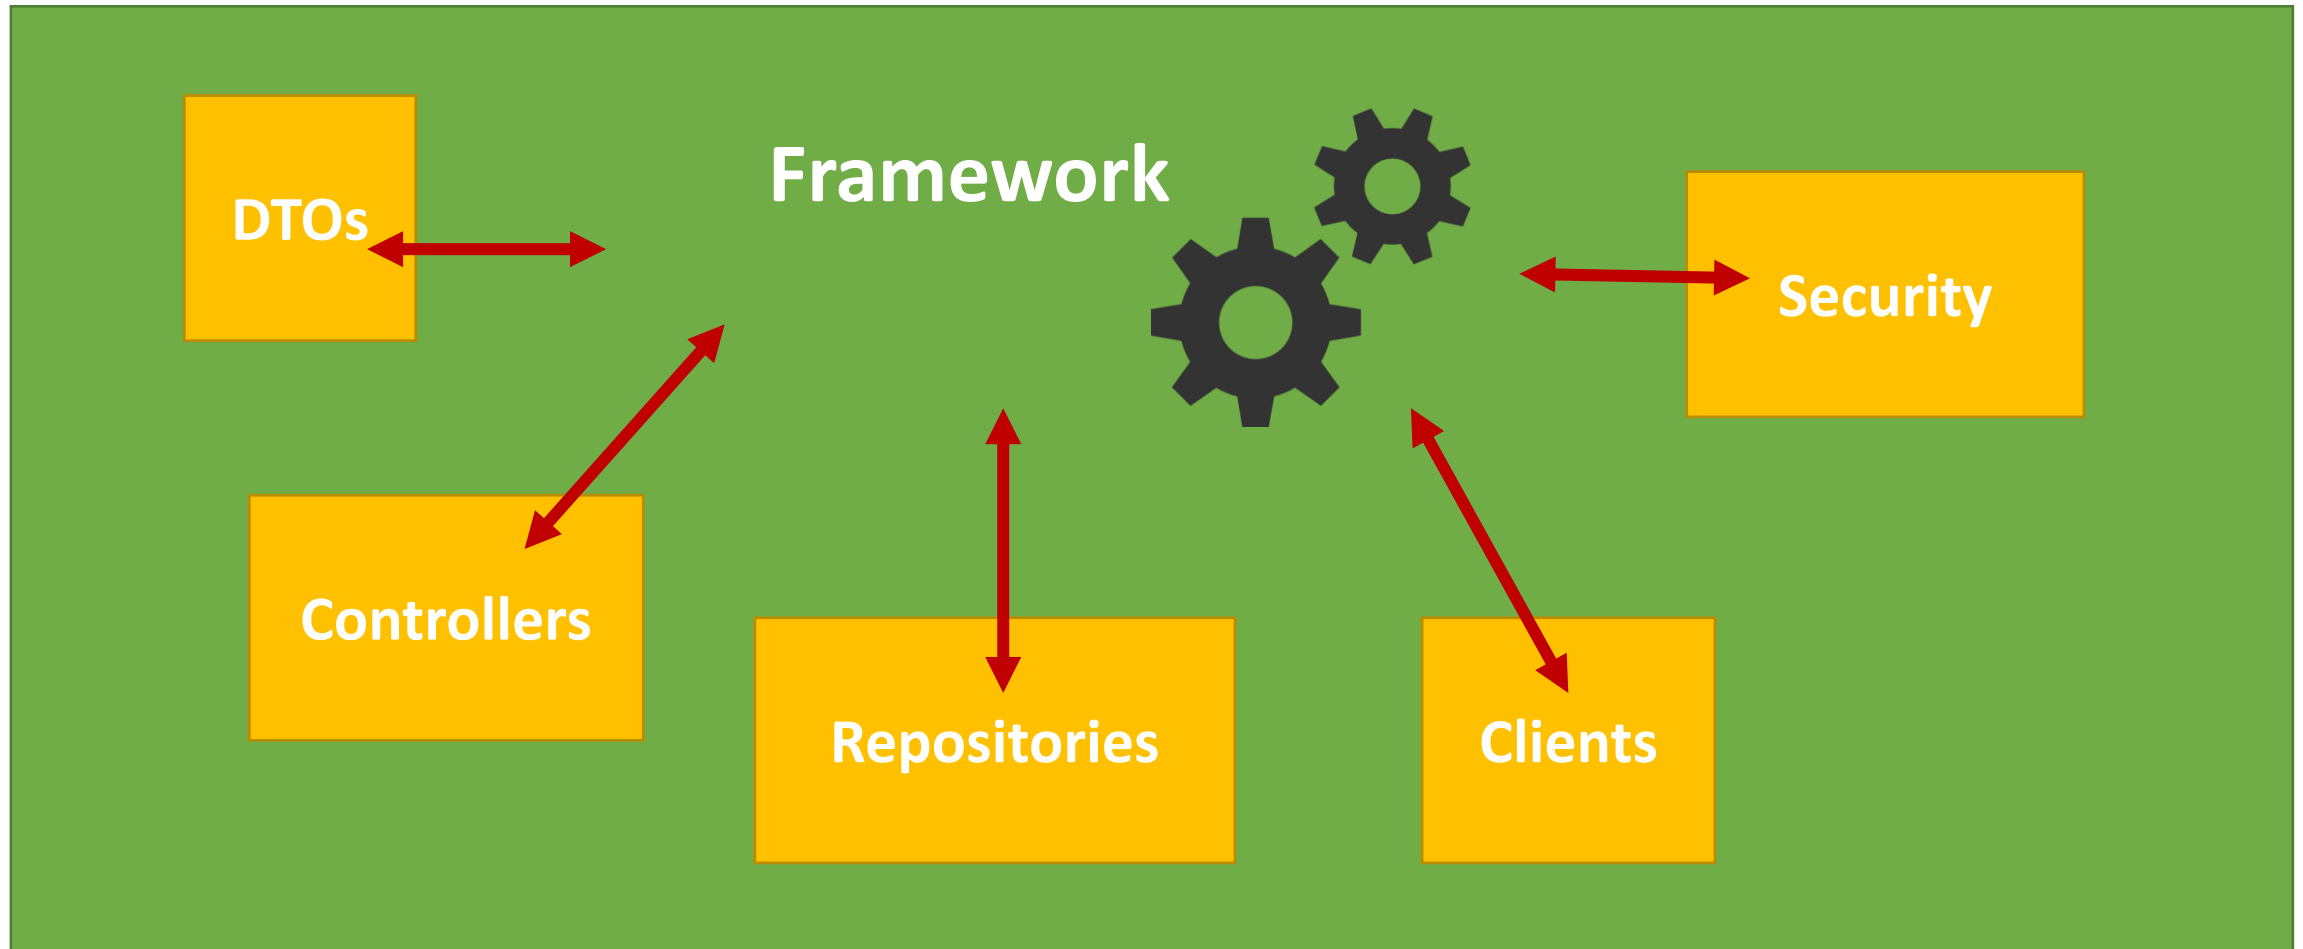 Framework
DTOs
Security
Controllers
Repositories
Clients